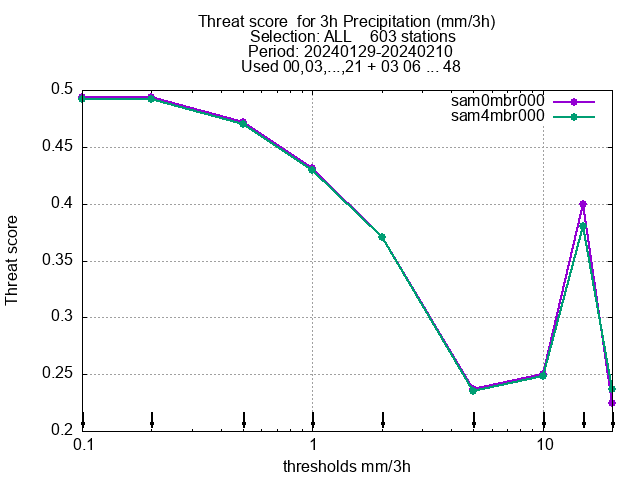 Threat score  for 3h Precipitation (mm/3h)
Selection: ALL    603 stations
Period: 20240129-20240210
Used 00,03,...,21 + 03 06 ... 48
sam0mbr000
sam4mbr000
0.5
0.45
0.4
0.35
0.3
0.25
0.2
Threat score
0.1 1 10
thresholds mm/3h